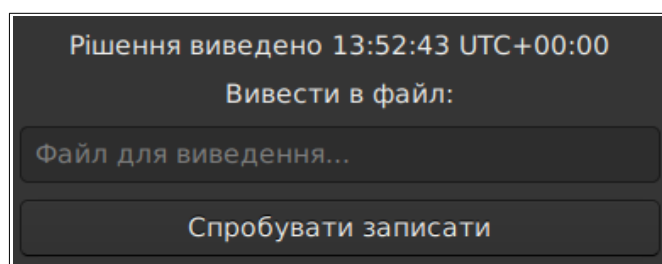 Рішення виведено 13:52:43 UTC+00:00
Вивести в файл:
Файл для виведення...
Спробувати записати